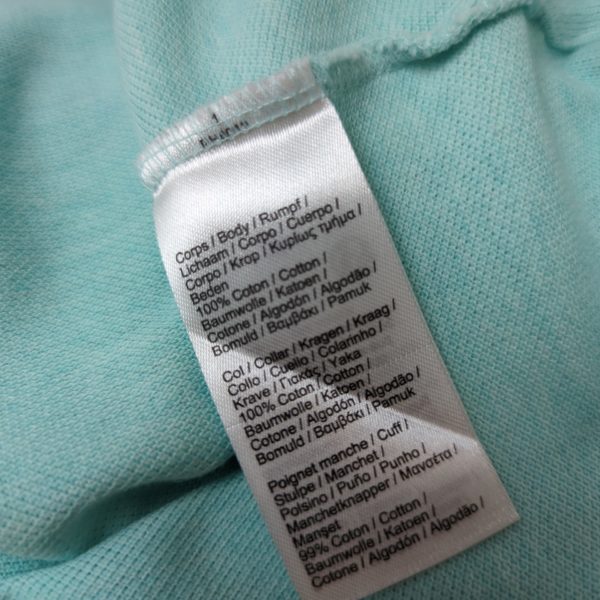 1
Corps / Body / Rumpf /
Lichaam / Corpo / Cuerpo /
Corpo / Krop / Κυρίως τμήμα /
Beden
100% Coton / Cotton /
Baumwolle / Katoen /
Cotone / Algodón / Algodão /
Bomuld / Βαμβάκι / Pamuk
Col / Collar / Kragen / Kraag /
Collo / Cuello / Colarinho /
Krave / Γιακάς / Yaka
100% Coton / Cotton /
Baumwolle / Katoen /
Cotone / Algodón / Algodão /
Bomuld / Βαμβάκι / Pamuk
Poignet manche / Cuff /
Stulpe / Manchet /
Polsino / Puño / Punho /
Manchetknapper / Μανσέτα /
Manset
99% Coton / Cotton /
Baumwolle / Katoen /
Cotone / Algodón / Algodão /